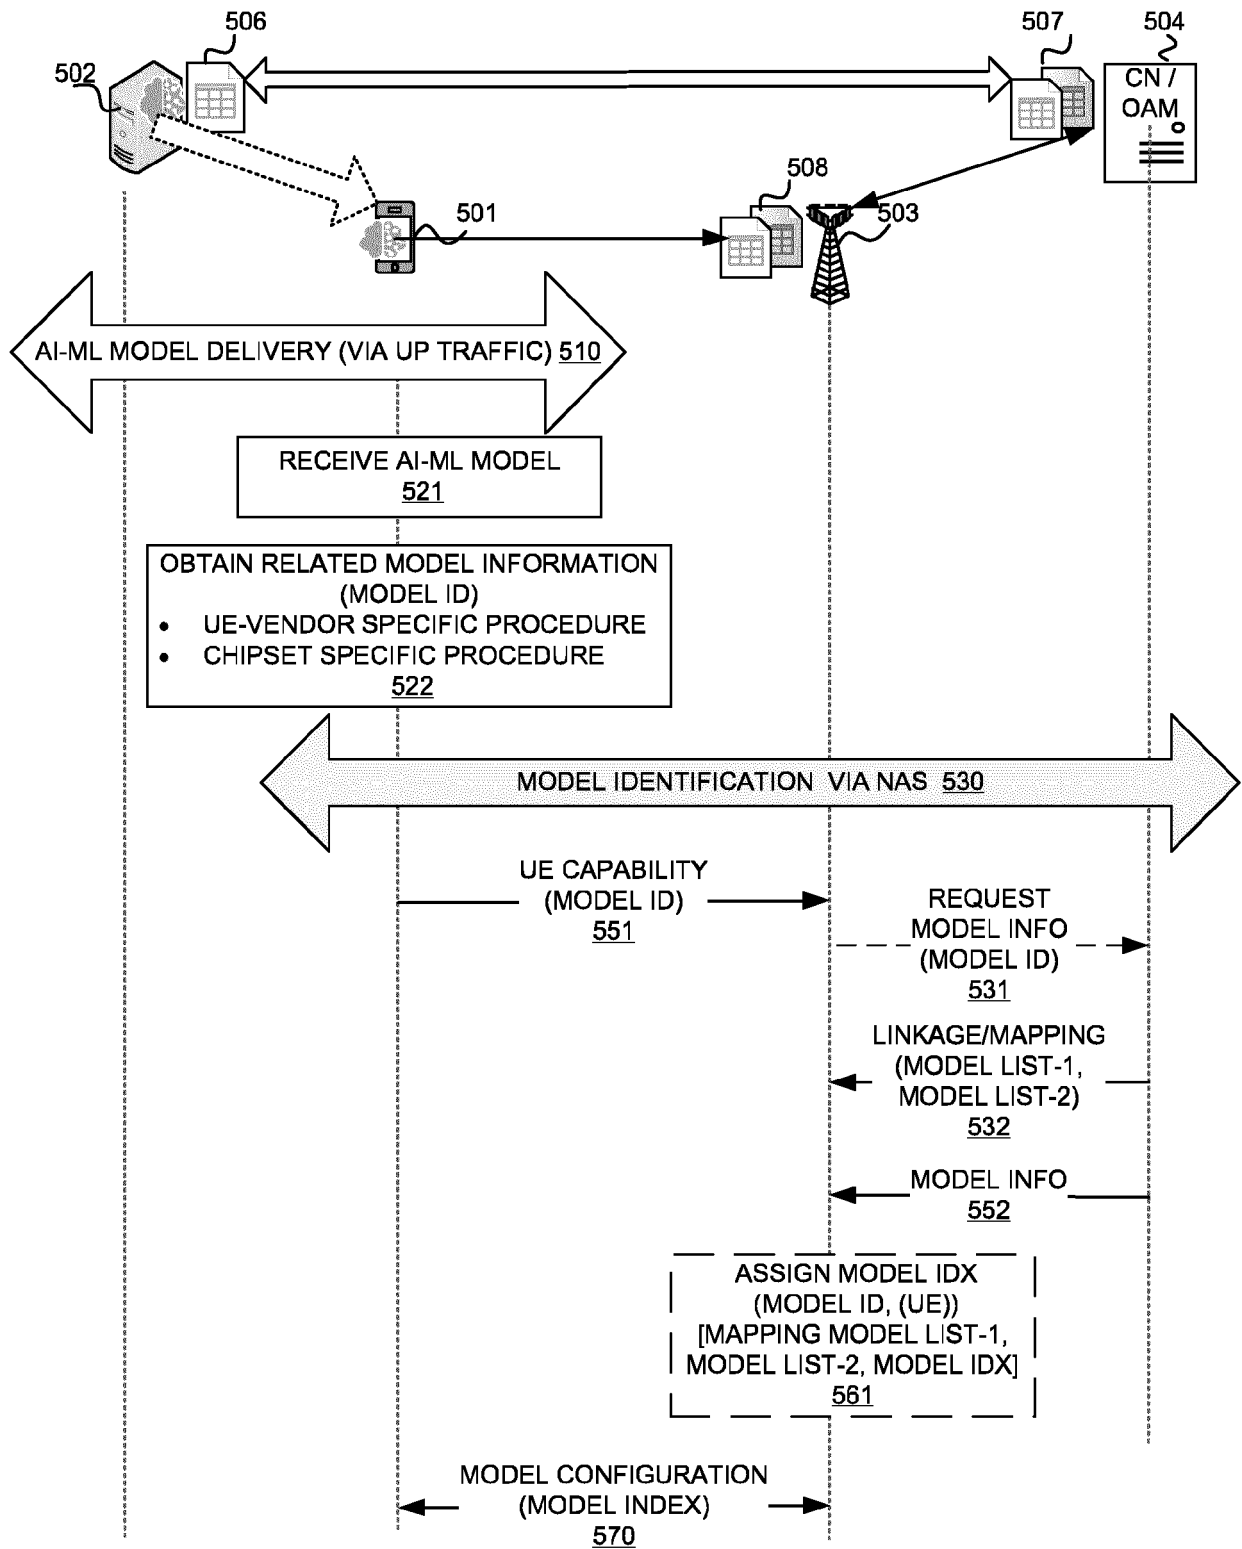 506
507
504
502
CN /
OAM
508
501
503
AI-ML MODEL DELIVERY (VIA UP TRAFFIC) 510
RECEIVE AI-ML MODEL
521
OBTAIN RELATED MODEL INFORMATION
(MODEL ID)
• UE-VENDOR SPECIFIC PROCEDURE
• CHIPSET SPECIFIC PROCEDURE
522
MODEL IDENTIFICATION VIA NAS 530
UE CAPABILITY
(MODEL ID)
551
REQUEST
MODEL INFO
(MODEL ID)
531
LINKAGE/MAPPING
(MODEL LIST-1,
MODEL LIST-2)
532
MODEL INFO
552
ASSIGN MODEL IDX
(MODEL ID, (UE))
[MAPPING MODEL LIST-1,
MODEL LIST-2, MODEL IDX]
561
MODEL CONFIGURATION
(MODEL INDEX)
570